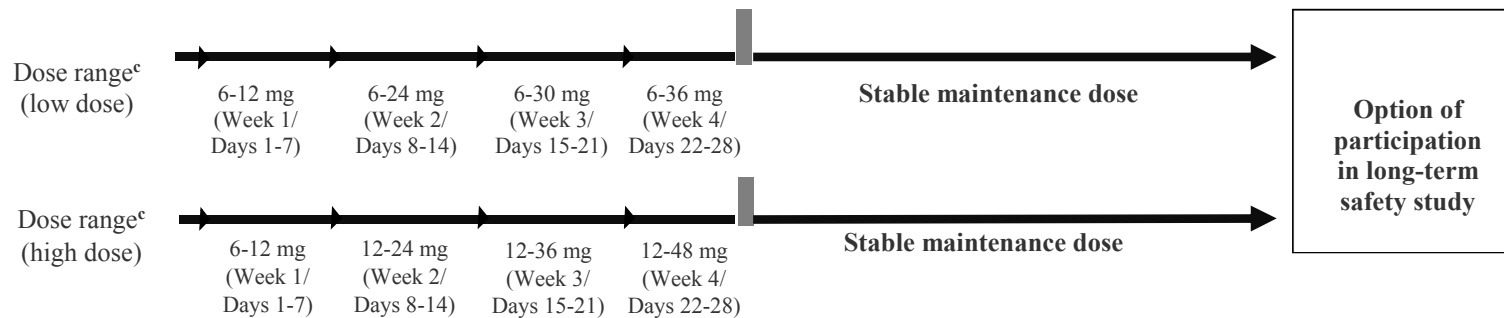 Dose rangeᶜ
(low dose)
6-12 mg
(Week 1/
Days 1-7)
6-24 mg
(Week 2/
Days 8-14)
6-30 mg
(Week 3/
Days 15-21)
6-36 mg
(Week 4/
Days 22-28)
Stable maintenance dose
Dose rangeᶜ
(high dose)
6-12 mg
(Week 1/
Days 1-7)
12-24 mg
(Week 2/
Days 8-14)
12-36 mg
(Week 3/
Days 15-21)
12-48 mg
(Week 4/
Days 22-28)
Stable maintenance dose
Option of
participation
in long-term
safety study